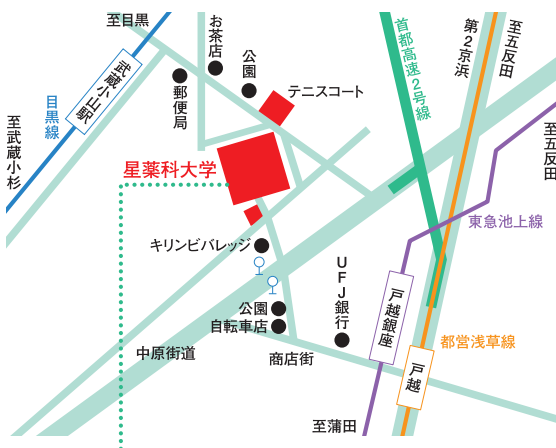 至目黒
お茶店
公園
郵便局
テニスコート
首都高速2号線
第2京浜
至五反田
至五反田
武蔵小山駅
目黒線
至武蔵小杉
星薬科大学
東急池上線
キリンビバレッジ
UFJ銀行
公園
自転車店
戸越銀座
中原街道
商店街
戸越
都営浅草線
至蒲田